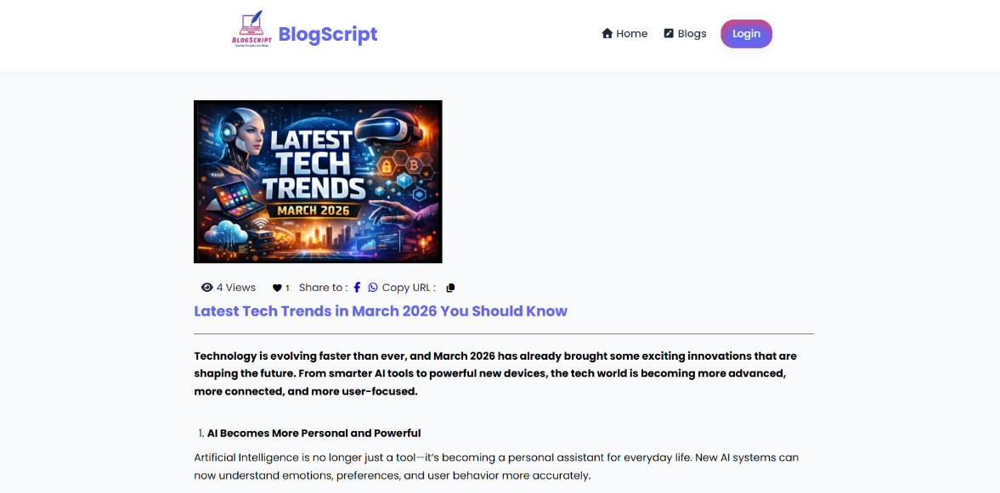 BLOGSCRIPT
BlogScript
Home
Blogs
Login
LATEST
TECH
TRENDS
MARCH 2026
4 Views
1
Share to :
Copy URL :
Latest Tech Trends in March 2026 You Should Know
Technology is evolving faster than ever, and March 2026 has already brought some exciting innovations that are
shaping the future. From smarter AI tools to powerful new devices, the tech world is becoming more advanced,
more connected, and more user-focused.
1. AI Becomes More Personal and Powerful
Artificial Intelligence is no longer just a tool—it's becoming a personal assistant for everyday life. New AI systems can
now understand emotions, preferences, and user behavior more accurately.